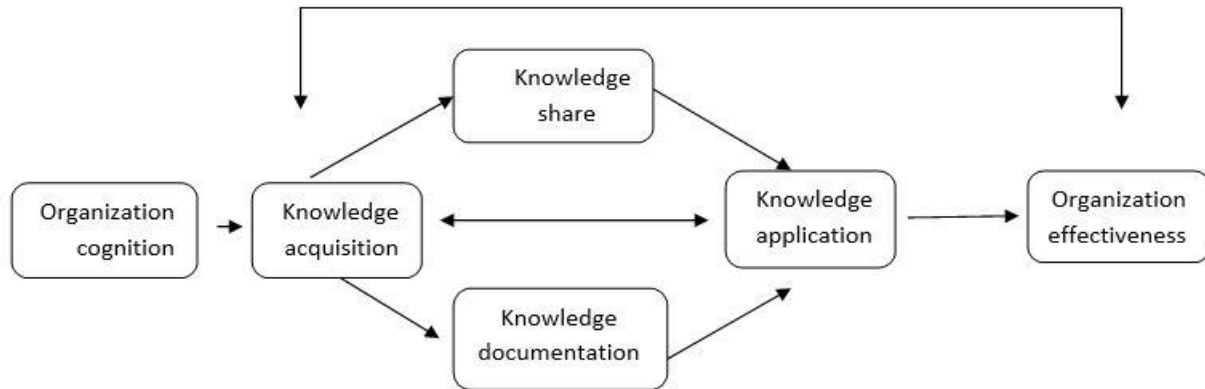 Knowledge
share
Organization
cognition
Knowledge
acquisition
Knowledge
application
Organization
effectiveness
Knowledge
documentation